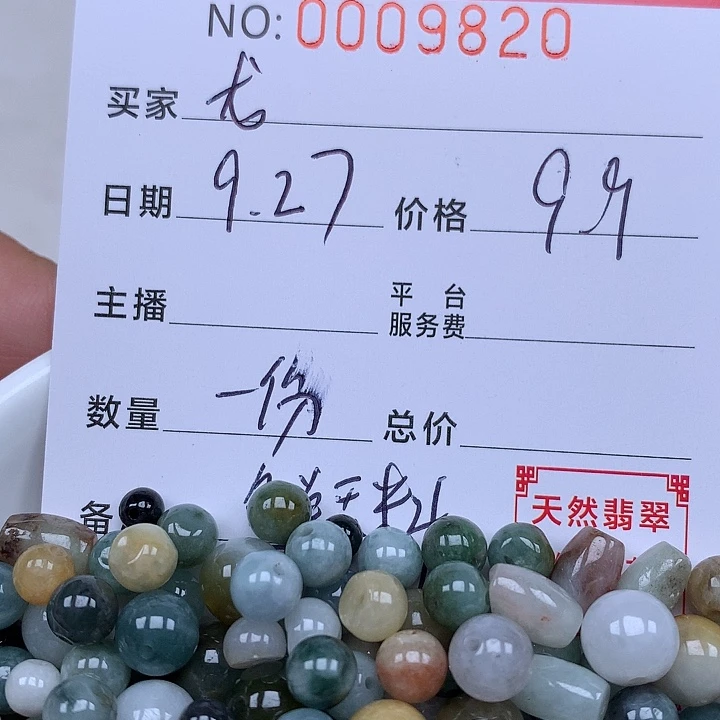 NO: 0009820
买家 尤
日期 9.27 价格 99
主播 平台服务费
数量 一份 总价
备
天然翡翠